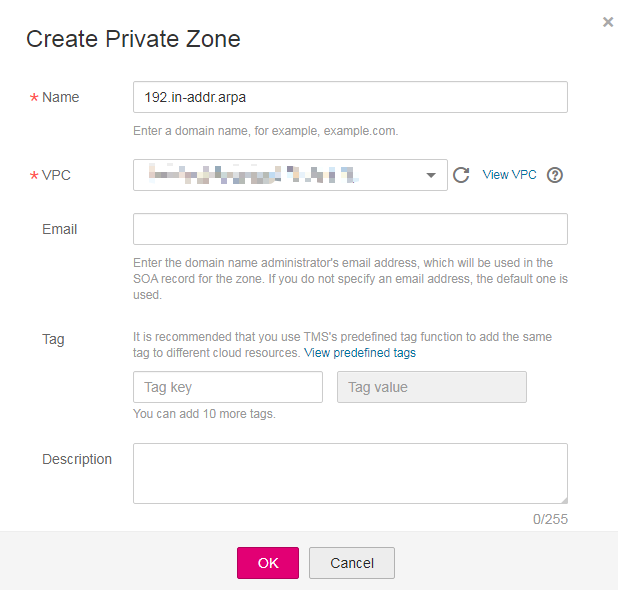 Create Private Zone
* Name
192.in-addr.arpa
Enter a domain name, for example, example.com.
* VPC
View VPC ?
Email
Enter the domain name administrator's email address, which will be used in the
SOA record for the zone. If you do not specify an email address, the default one is
used.
Tag
It is recommended that you use TMS's predefined tag function to add the same
tag to different cloud resources. View predefined tags
Tag key
Tag value
You can add 10 more tags.
Description
0/255
OK
Cancel